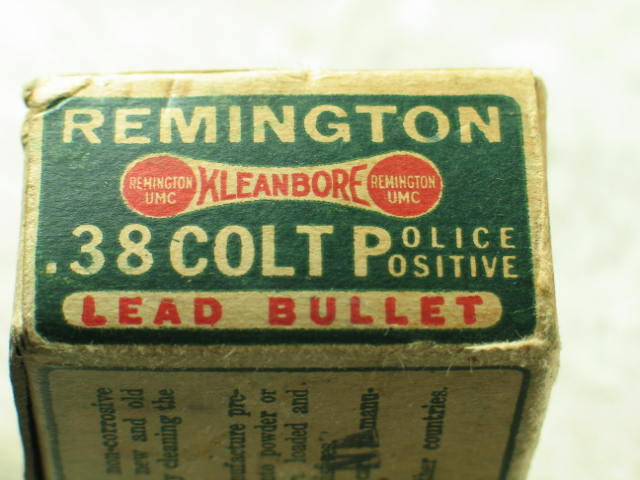 REMINGTON
REMINGTON UMC KLEANBORE REMINGTON UMC
.38 COLT POLICE POSITIVE
LEAD BULLET
non-corrosive
new and old
cleaning the
powder or
loaded and
manu-
countries.